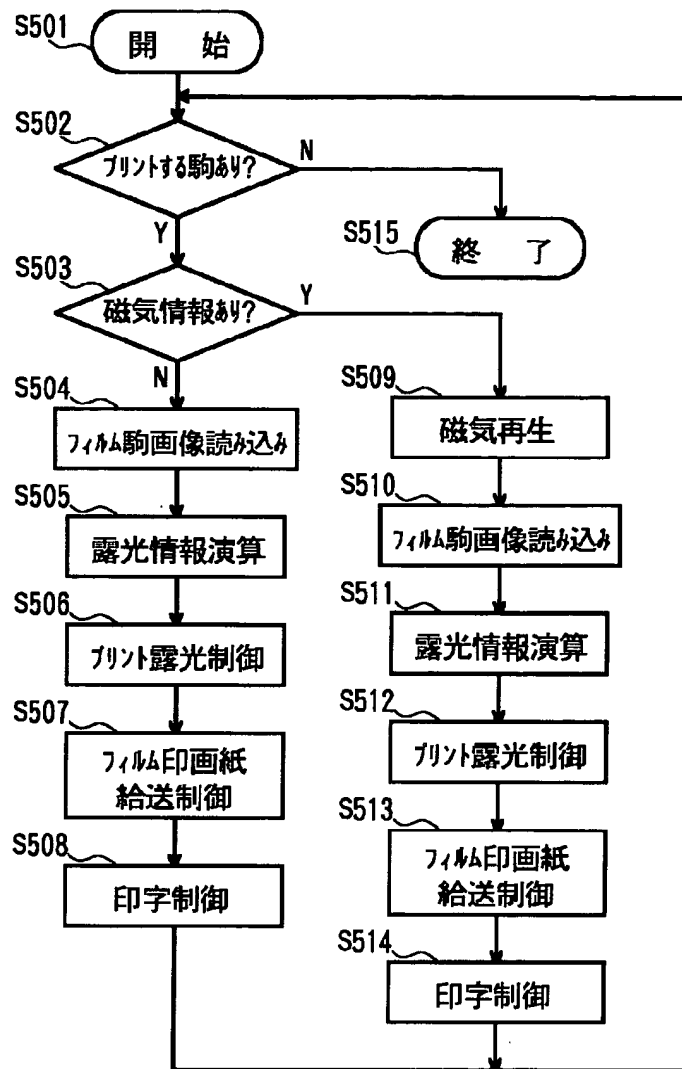 S501
開 始
S502
プリントする駒あり?
N
Y
S515
終 了
S503
磁気情報あり?
Y
N
S504
フィルム駒画像読み込み
S505
露光情報演算
S506
プリント露光制御
S507
フィルム印画紙
給送制御
S508
印字制御
S509
磁気再生
S510
フィルム駒画像読み込み
S511
露光情報演算
S512
プリント露光制御
S513
フィルム印画紙
給送制御
S514
印字制御